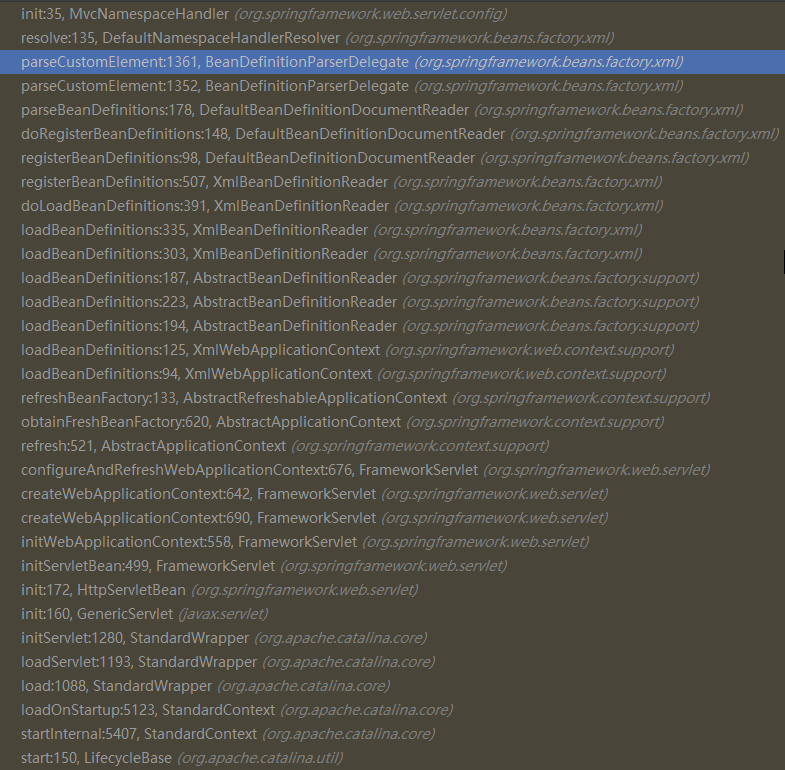 init:35, MvcNamespaceHandler (org.springframework.web.servlet.config)
resolve:135, DefaultNamespaceHandlerResolver (org.springframework.beans.factory.xml)
parseCustomElement:1361, BeanDefinitionParserDelegate (org.springframework.beans.factory.xml)
parseCustomElement:1352, BeanDefinitionParserDelegate (org.springframework.beans.factory.xml)
parseBeanDefinitions:178, DefaultBeanDefinitionDocumentReader (org.springframework.beans.factory.xml)
doRegisterBeanDefinitions:148, DefaultBeanDefinitionDocumentReader (org.springframework.beans.factory.xml)
registerBeanDefinitions:98, DefaultBeanDefinitionDocumentReader (org.springframework.beans.factory.xml)
registerBeanDefinitions:507, XmlBeanDefinitionReader (org.springframework.beans.factory.xml)
doLoadBeanDefinitions:391, XmlBeanDefinitionReader (org.springframework.beans.factory.xml)
loadBeanDefinitions:335, XmlBeanDefinitionReader (org.springframework.beans.factory.xml)
loadBeanDefinitions:303, XmlBeanDefinitionReader (org.springframework.beans.factory.xml)
loadBeanDefinitions:187, AbstractBeanDefinitionReader (org.springframework.beans.factory.support)
loadBeanDefinitions:223, AbstractBeanDefinitionReader (org.springframework.beans.factory.support)
loadBeanDefinitions:194, AbstractBeanDefinitionReader (org.springframework.beans.factory.support)
loadBeanDefinitions:125, XmlWebApplicationContext (org.springframework.web.context.support)
loadBeanDefinitions:94, XmlWebApplicationContext (org.springframework.web.context.support)
refreshBeanFactory:133, AbstractRefreshableApplicationContext (org.springframework.context.support)
obtainFreshBeanFactory:620, AbstractApplicationContext (org.springframework.context.support)
refresh:521, AbstractApplicationContext (org.springframework.context.support)
configureAndRefreshWebApplicationContext:676, FrameworkServlet (org.springframework.web.servlet)
createWebApplicationContext:642, FrameworkServlet (org.springframework.web.servlet)
createWebApplicationContext:690, FrameworkServlet (org.springframework.web.servlet)
initWebApplicationContext:558, FrameworkServlet (org.springframework.web.servlet)
initServletBean:499, FrameworkServlet (org.springframework.web.servlet)
init:172, HttpServletBean (org.springframework.web.servlet)
init:160, GenericServlet (javax.servlet)
initServlet:1280, StandardWrapper (org.apache.catalina.core)
loadServlet:1193, StandardWrapper (org.apache.catalina.core)
load:1088, StandardWrapper (org.apache.catalina.core)
loadOnStartup:5123, StandardContext (org.apache.catalina.core)
startInternal:5407, StandardContext (org.apache.catalina.core)
start:150, LifecycleBase (org.apache.catalina.util)